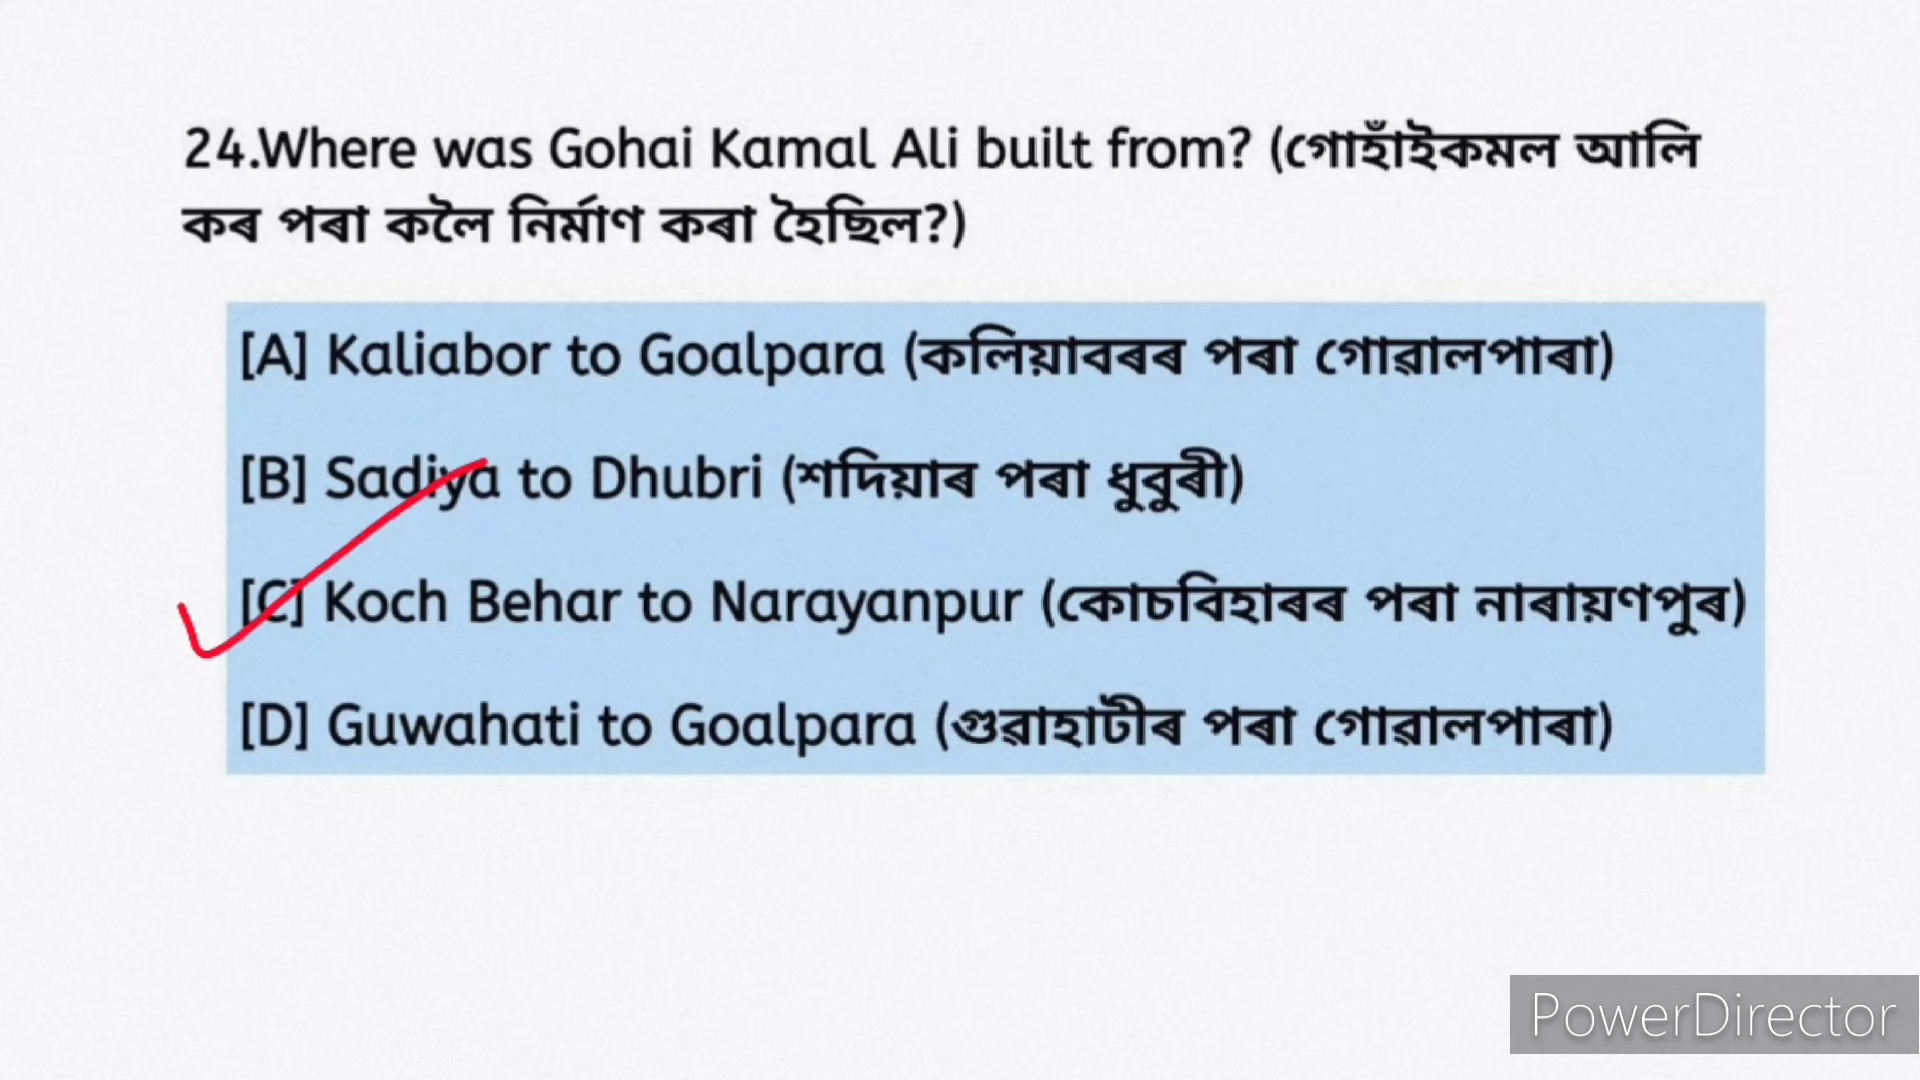 24.Where was Gohai Kamal Ali built from? (গোহাঁইকমল আলি
কৰ পৰা কলৈ নিৰ্মাণ কৰা হৈছিল?)
[A] Kaliabor to Goalpara (কলিয়াবৰৰ পৰা গোৱালপাৰা)
[B] Sadiya to Dhubri (শদিয়াৰ পৰা ধুবুৰী)
[C] Koch Behar to Narayanpur (কোচবিহাৰৰ পৰা নাৰায়ণপুৰ)
[D] Guwahati to Goalpara (গুৱাহাটীৰ পৰা গোৱালপাৰা)
PowerDirector